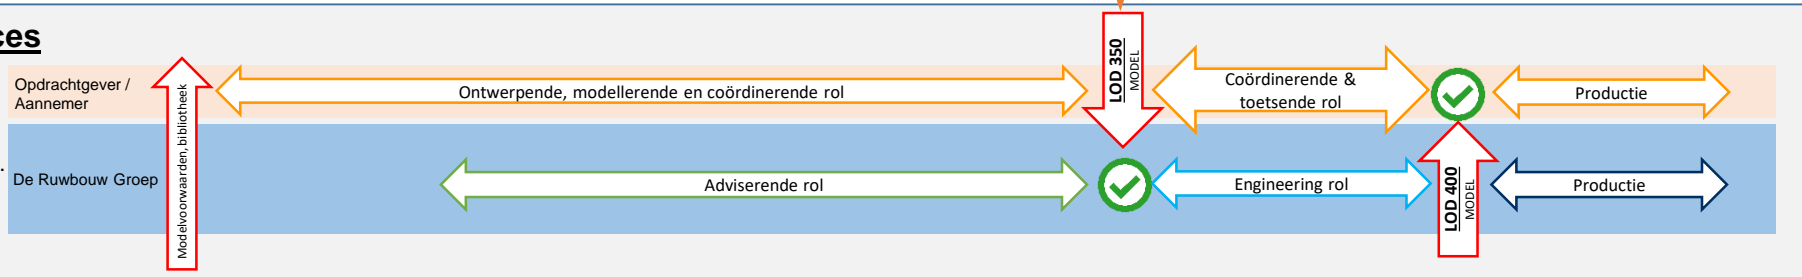 ces
Opdrachtgever /
Aannemer
Modelvoorwaarden, bibliotheek
Ontwerpende, modellerende en coördinerende rol
LOD 350
MODEL
Coördinerende &
toetsende rol
Productie
De Ruwbouw Groep
Adviserende rol
Engineering rol
LOD 400
MODEL
Productie